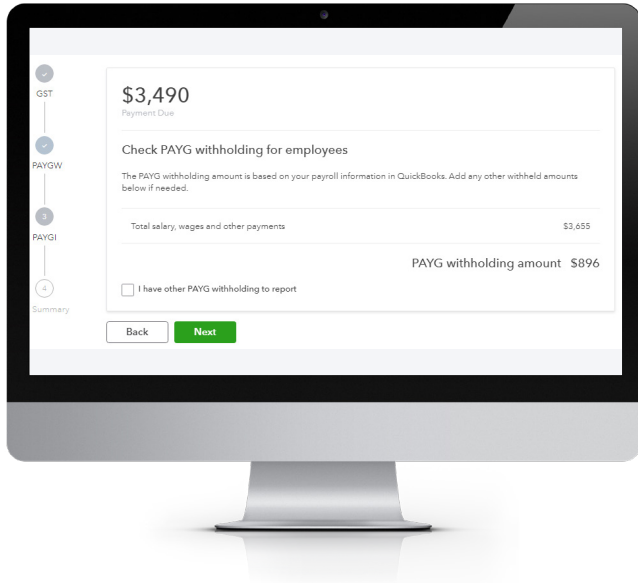 GST
PAYGW
3
PAYGI
4
Summary
$3,490
Payment Due
Check PAYG withholding for employees
The PAYG withholding amount is based on your payroll information in QuickBooks. Add any other withheld amounts
below if needed.
Total salary, wages and other payments $3,655
PAYG withholding amount $896
I have other PAYG withholding to report
Back Next